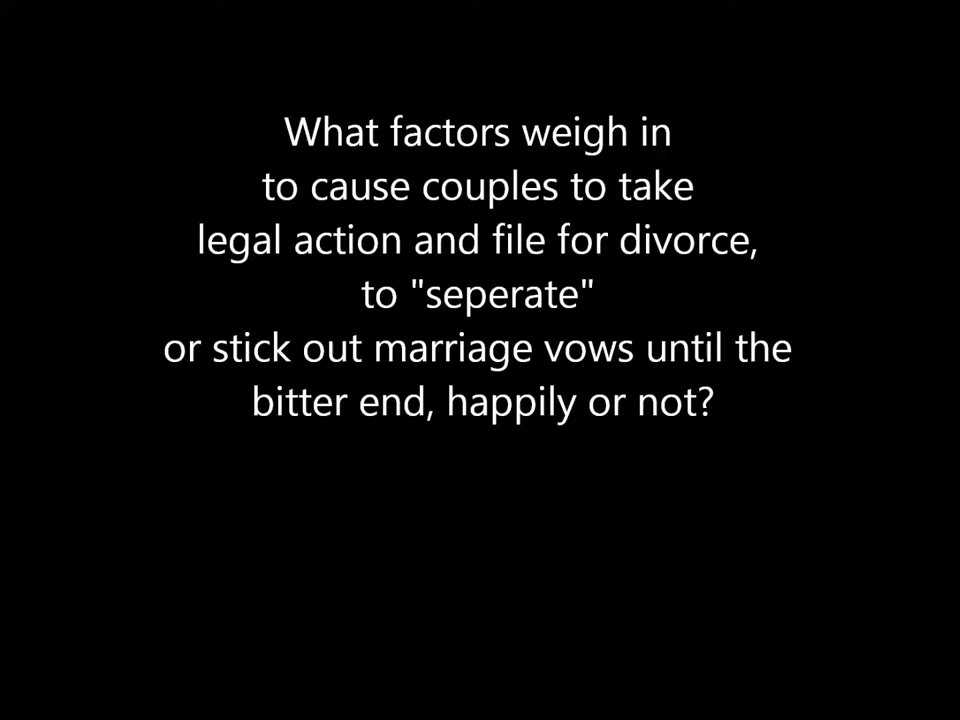 What factors weigh in
to cause couples to take
legal action and file for divorce,
to "seperate"
or stick out marriage vows until the
bitter end, happily or not?